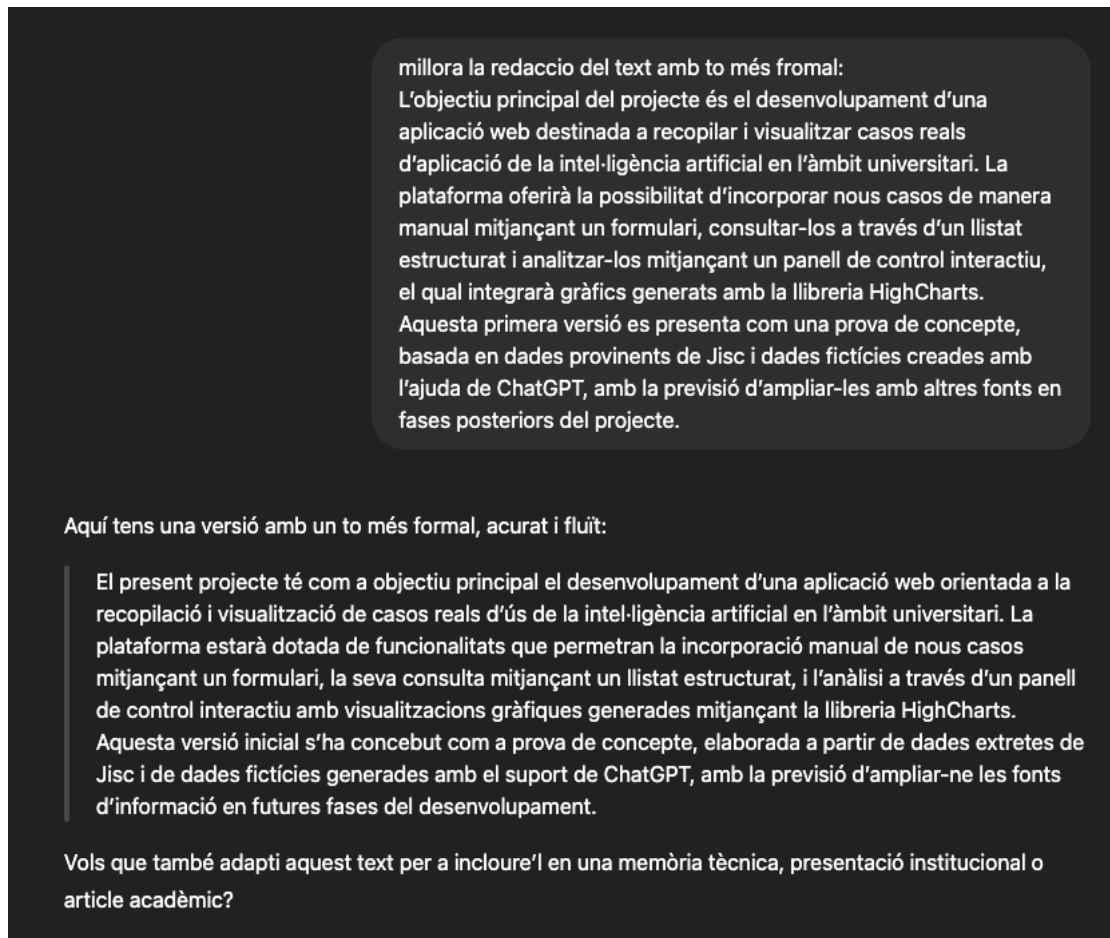 millora la redaccio del text amb to més fromal:
L’objectiu principal del projecte és el desenvolupament d’una
aplicació web destinada a recopilar i visualitzar casos reals
d’aplicació de la intel·ligència artificial en l’àmbit universitari. La
plataforma oferirà la possibilitat d’incorporar nous casos de manera
manual mitjançant un formulari, consultar-los a través d’un llistat
estructurat i analitzar-los mitjançant un panell de control interactiu,
el qual integrarà gràfics generats amb la llibreria HighCharts.
Aquesta primera versió es presenta com una prova de concepte,
basada en dades provinents de Jisc i dades fictícies creades amb
l’ajuda de ChatGPT, amb la previsió d’ampliar-les amb altres fonts en
fases posteriors del projecte.
Aquí tens una versió amb un to més formal, acurat i fluït:
El present projecte té com a objectiu principal el desenvolupament d’una aplicació web orientada a la
recopilació i visualització de casos reals d’ús de la intel·ligència artificial en l’àmbit universitari. La
plataforma estarà dotada de funcionalitats que permetran la incorporació manual de nous casos
mitjançant un formulari, la seva consulta mitjançant un llistat estructurat, i l’anàlisi a través d’un panell
de control interactiu amb visualitzacions gràfiques generades mitjançant la llibreria HighCharts.
Aquesta versió inicial s’ha concebut com a prova de concepte, elaborada a partir de dades extretes de
Jisc i de dades fictícies generades amb el suport de ChatGPT, amb la previsió d’ampliar-ne les fonts
d’informació en futures fases del desenvolupament.
Vols que també adapti aquest text per a incloure’l en una memòria tècnica, presentació institucional o
article acadèmic?